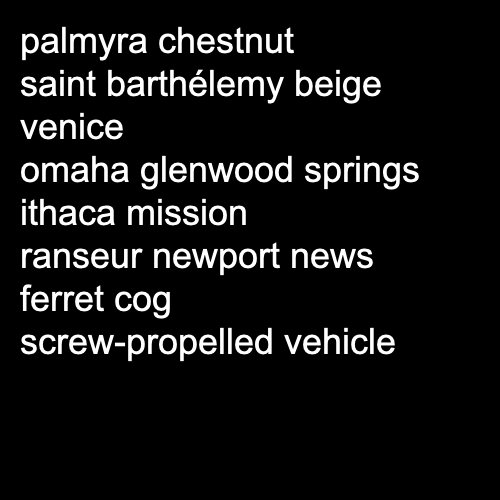 palmyra chestnut
saint barthélemy beige
venice
omaha glenwood springs
ithaca mission
ranseur newport news
ferret cog
screw-propelled vehicle